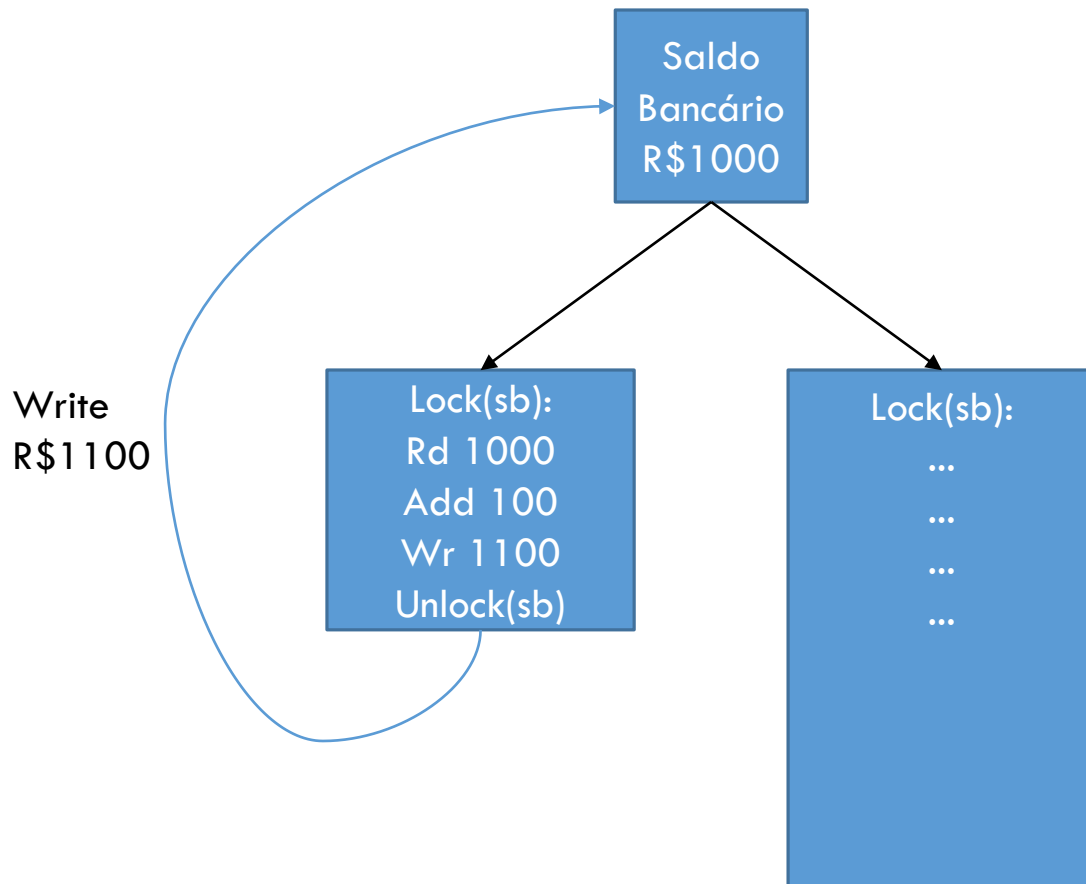 Saldo
Bancário
R$1000
Write
R$1100
Lock(sb):
Rd 1000
Add 100
Wr 1100
Unlock(sb)
Lock(sb):
...
...
...
...